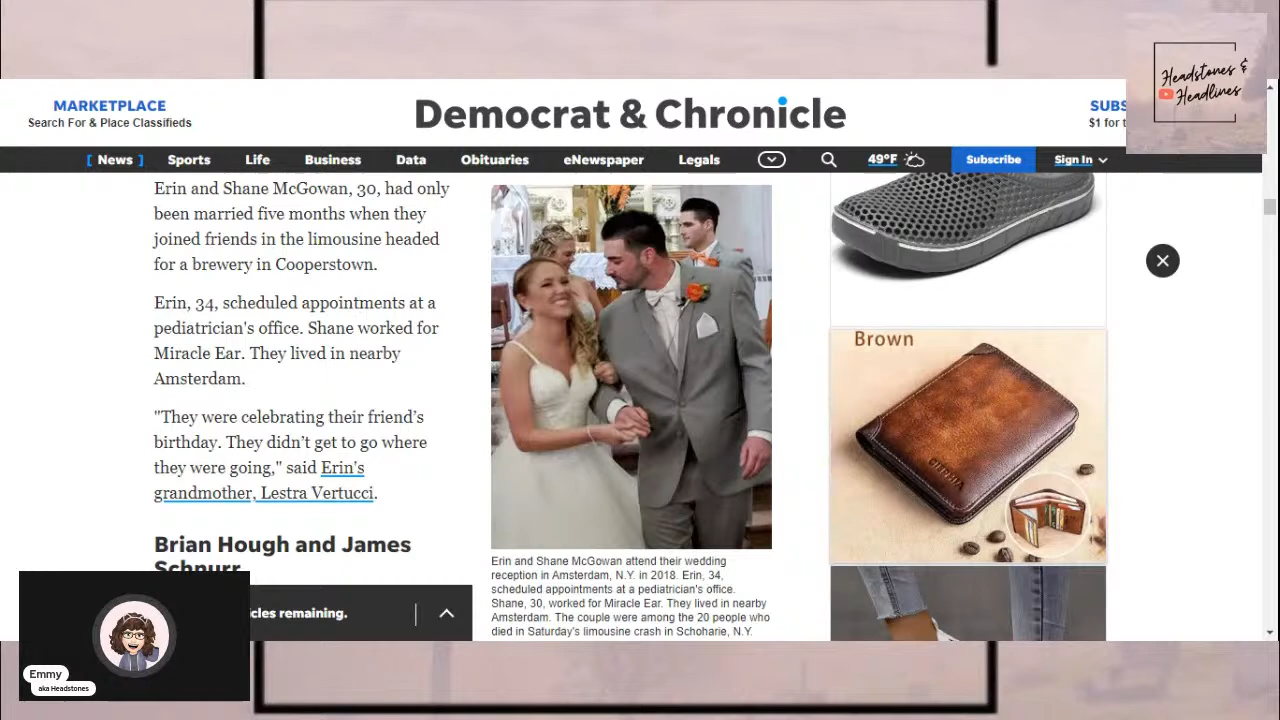 Headstones &
Headlines
MARKETPLACE
Search For & Place Classifieds
Democrat & Chronicle
SUBS
$1 for t
[ News ]
Sports
Life
Business
Data
Obituaries
eNewspaper
Legals
49°F
Subscribe
Sign In
Erin and Shane McGowan, 30, had only
been married five months when they
joined friends in the limousine headed
for a brewery in Cooperstown.
Erin, 34, scheduled appointments at a
pediatrician's office. Shane worked for
Miracle Ear. They lived in nearby
Amsterdam.
"They were celebrating their friend's
birthday. They didn't get to go where
they were going," said Erin's
grandmother, Lestra Vertucci.
Brian Hough and James
Schnurr
cles remaining.
Erin and Shane McGowan attend their wedding
reception in Amsterdam, N.Y. in 2018. Erin, 34,
scheduled appointments at a pediatrician's office.
Shane, 30, worked for Miracle Ear. They lived in nearby
Amsterdam. The couple were among the 20 people who
died in Saturday's limousine crash in Schoharie, N.Y.
Brown
Emmy
aka Headstones